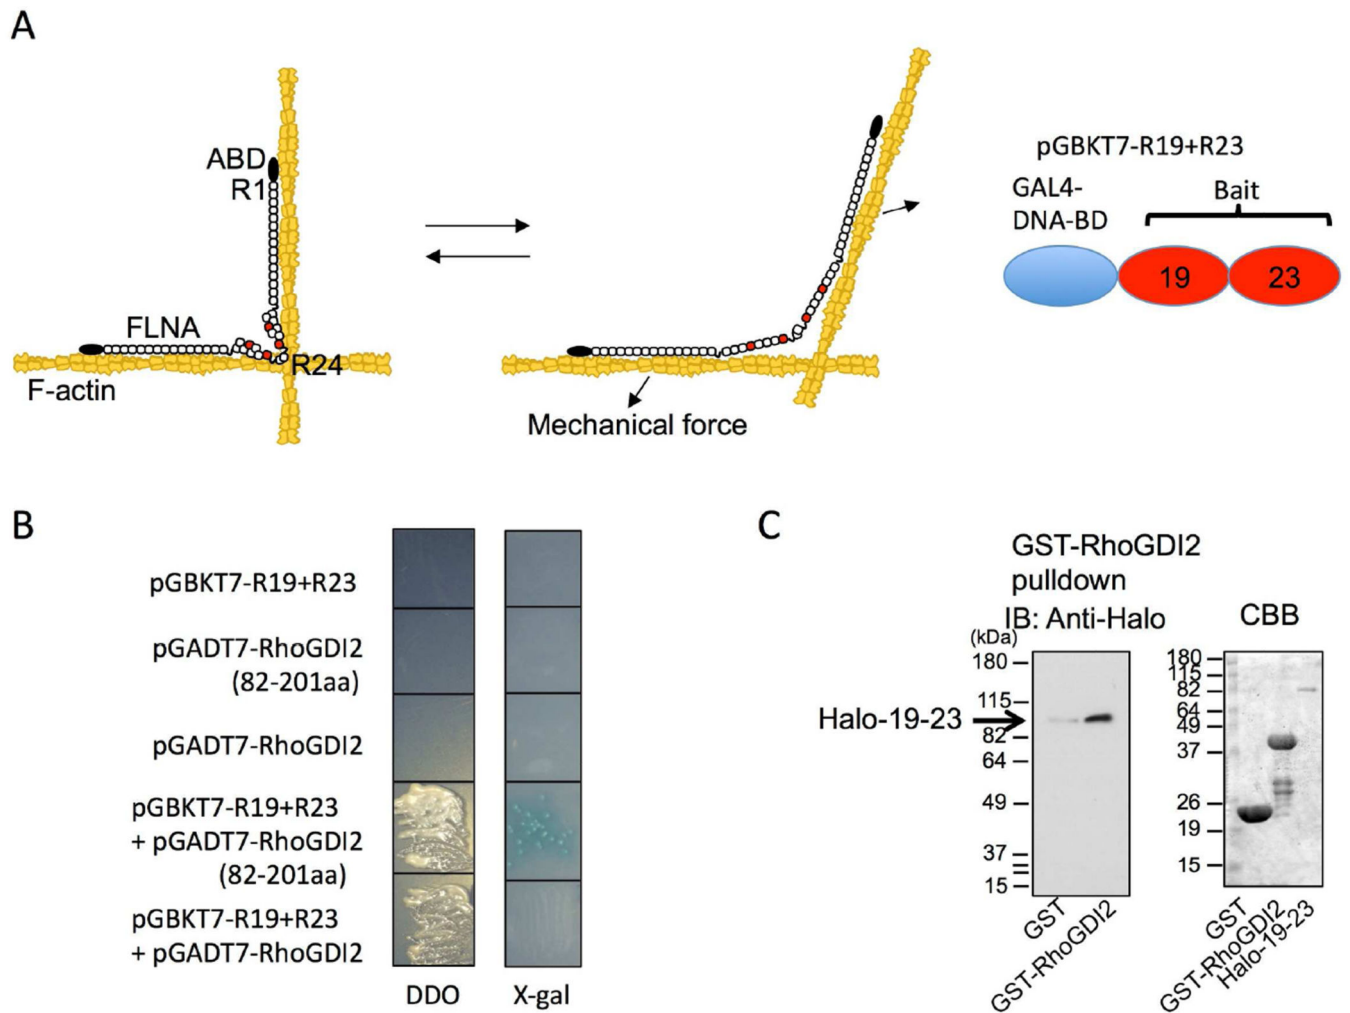 A
ABD
R1
FLNA
R24
F-actin
Mechanical force
pGBKT7-R19+R23
GAL4-
DNA-BD
Bait
19
23
B
pGBKT7-R19+R23
pGADT7-RhoGDI2
(82-201aa)
pGADT7-RhoGDI2
pGBKT7-R19+R23
+ pGADT7-RhoGDI2
(82-201aa)
pGBKT7-R19+R23
+ pGADT7-RhoGDI2
DDO
X-gal
C
GST-RhoGDI2
pulldown
IB: Anti-Halo
(kDa)
180
115
82
64
49
37
15
Halo-19-23
GST
GST-RhoGDI2
CBB
180
115
82
64
49
37
26
19
15
GST
GST-RhoGDI2
Halo-19-23